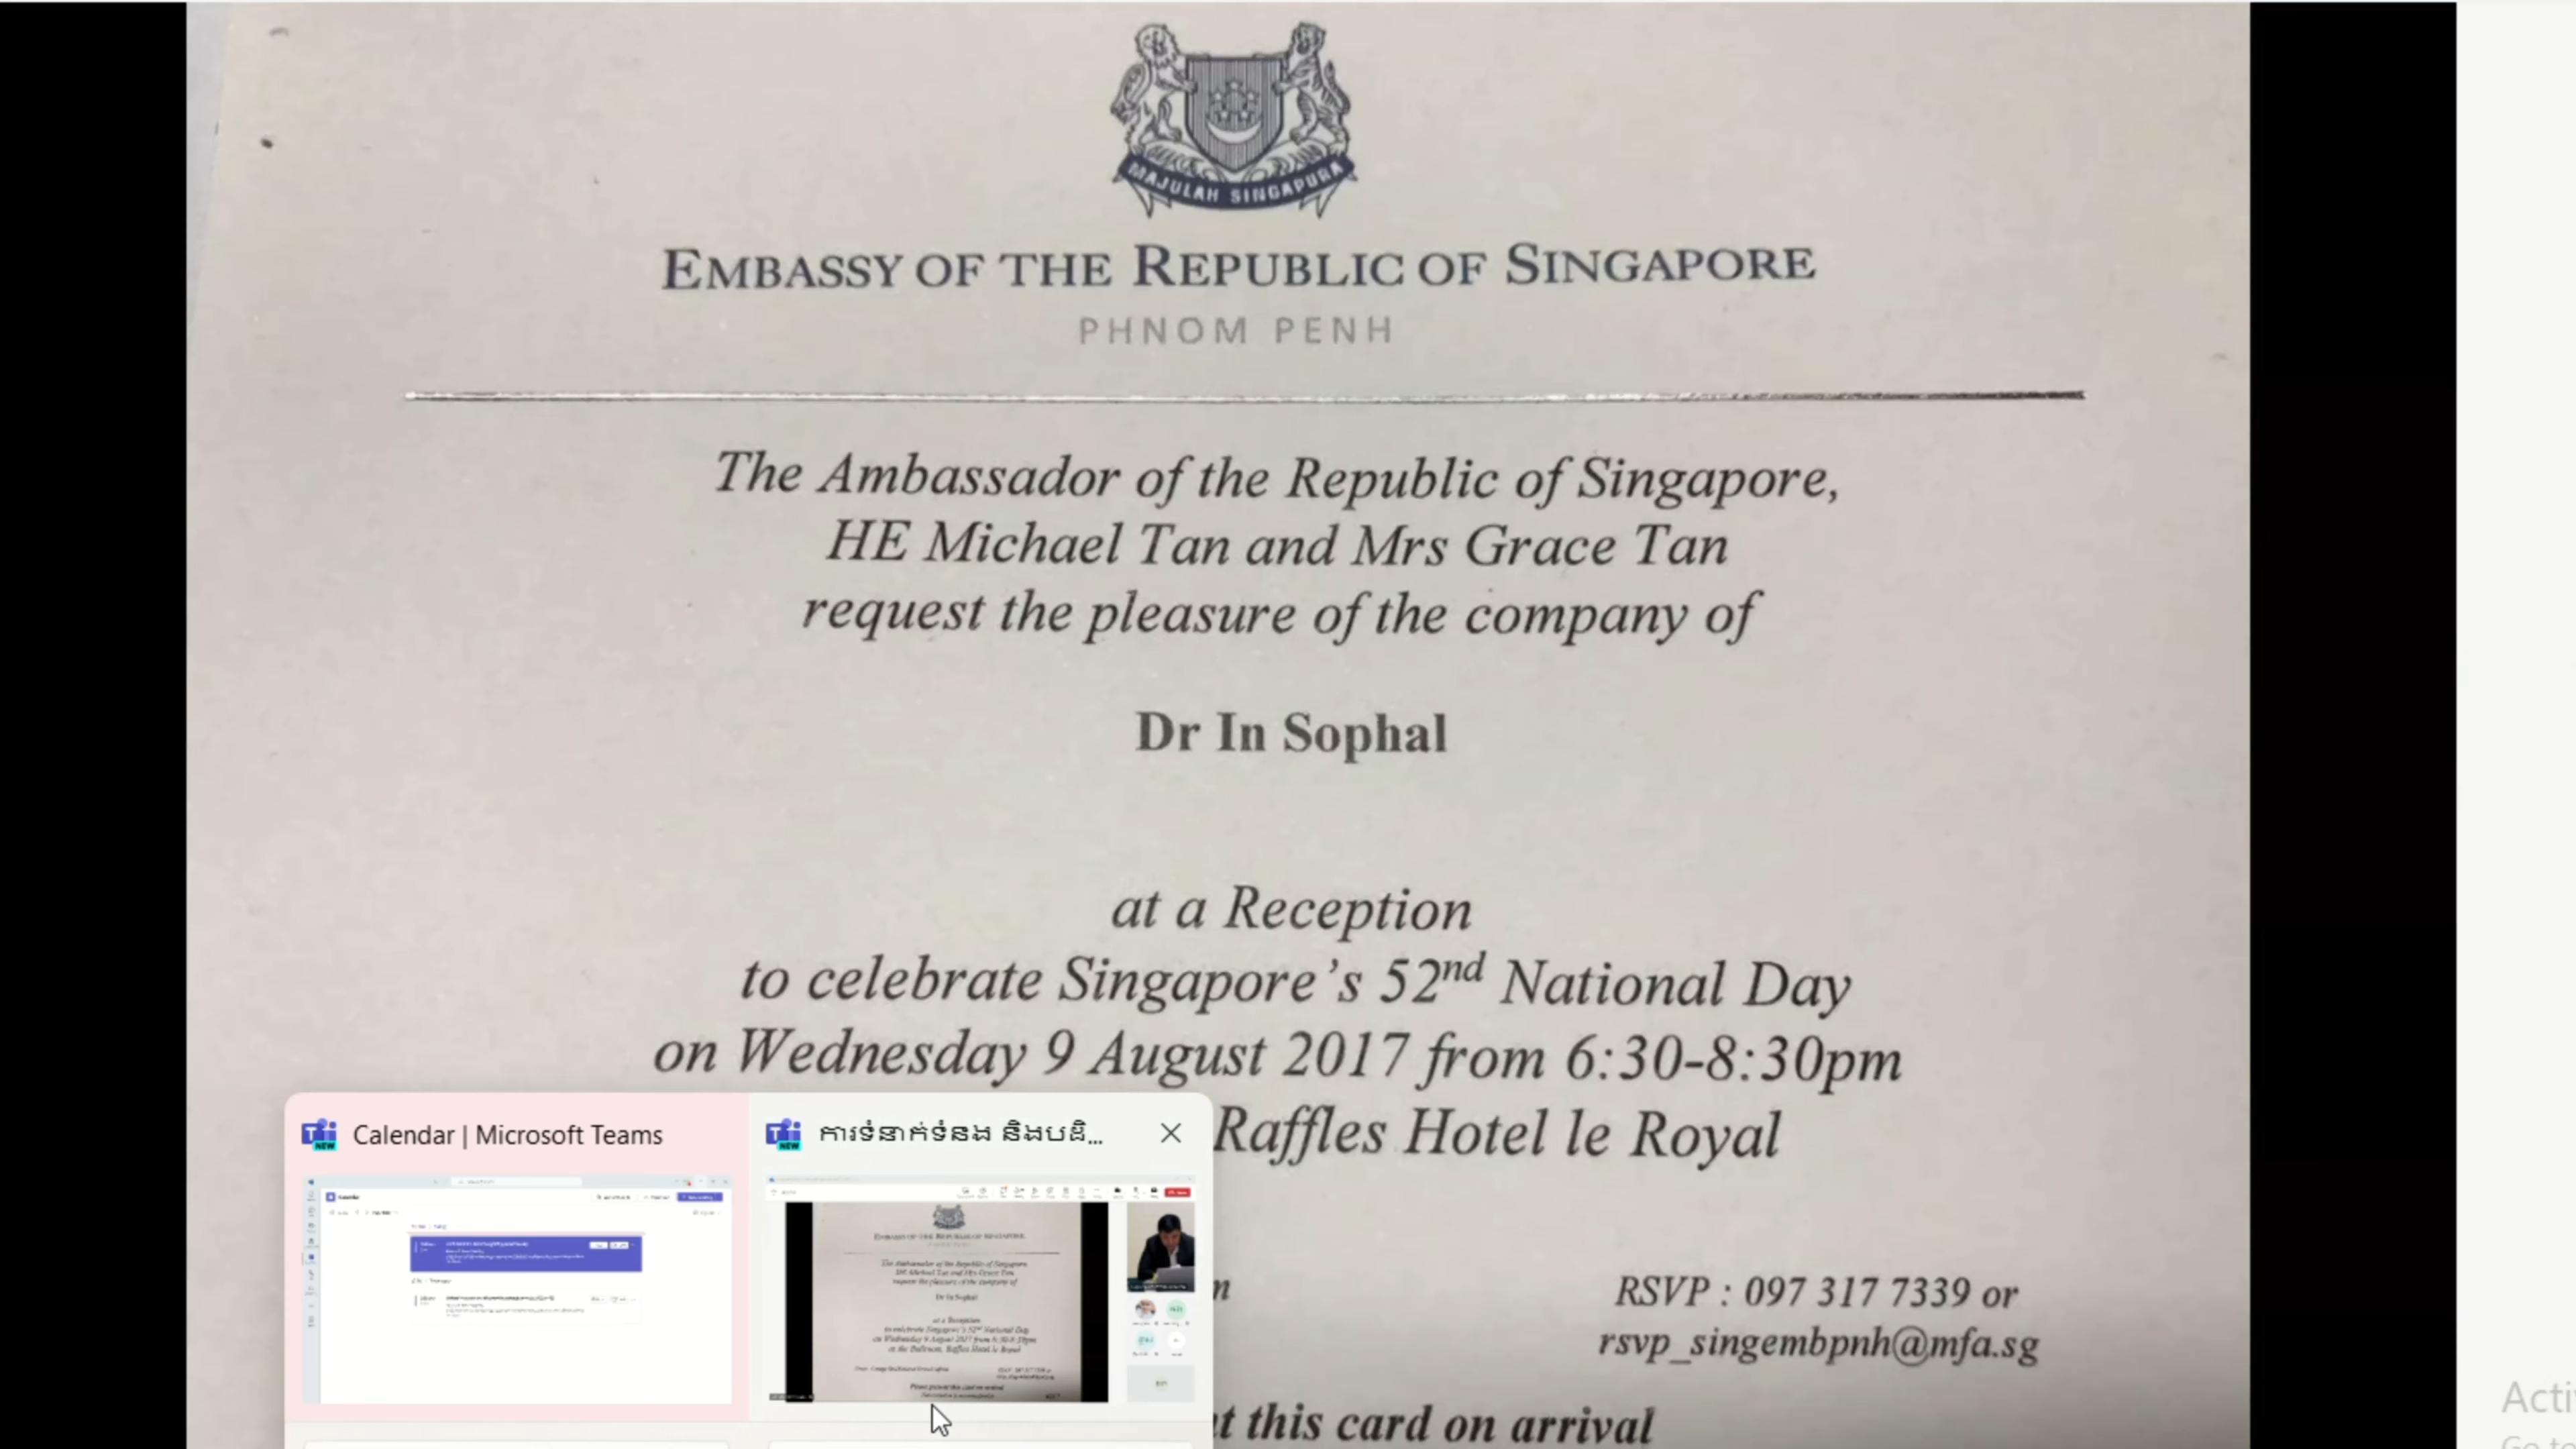 MAJULAH SINGAPURA
EMBASSY OF THE REPUBLIC OF SINGAPORE
PHNOM PENH
The Ambassador of the Republic of Singapore,
HE Michael Tan and Mrs Grace Tan
request the pleasure of the company of
Dr In Sophal
at a Reception
to celebrate Singapore's 52nd National Day
on Wednesday 9 August 2017 from 6:30-8:30pm
Raffles Hotel le Royal
RSVP : 097 317 7339 or
rsvp_singembpnh@mfa.sg
this card on arrival
Calendar | Microsoft Teams
ការទំនាក់ទំនង និងបដិ...